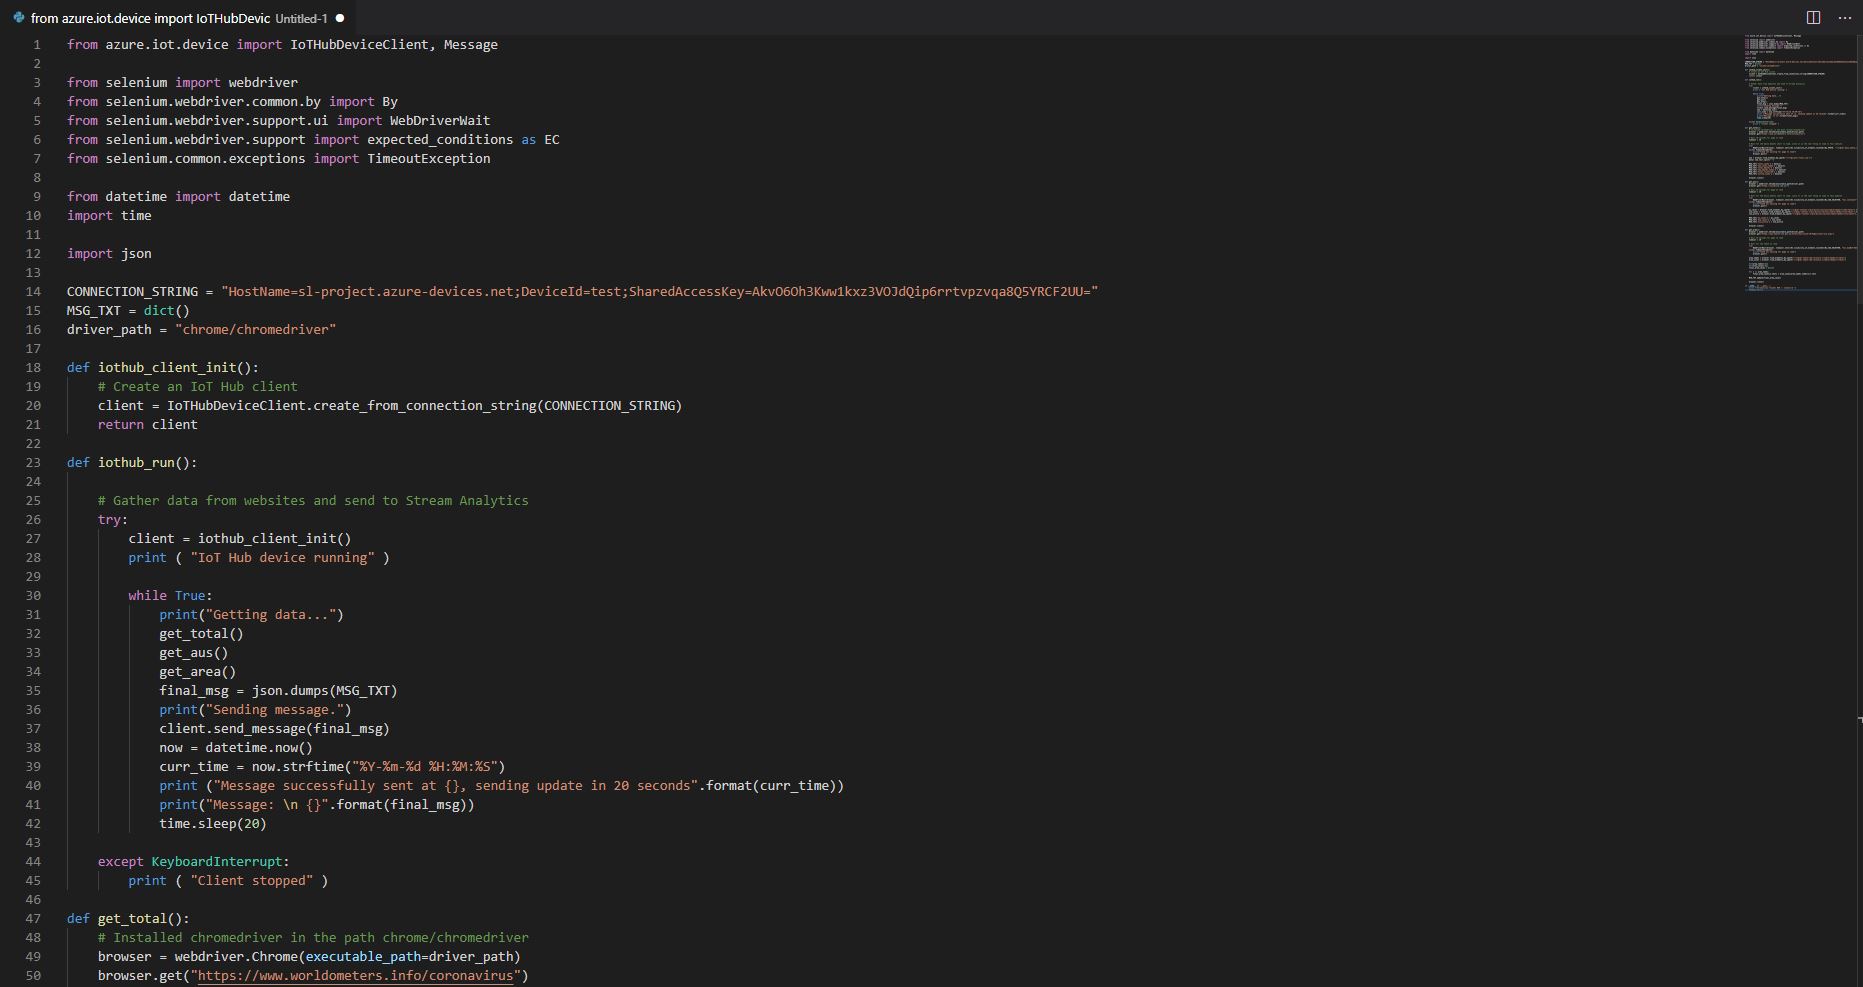 from azure.iot.device import IoTHubDevic Untitled-1
1 from azure.iot.device import IoTHubDeviceClient, Message
2
3 from selenium import webdriver
4 from selenium.webdriver.common.by import By
5 from selenium.webdriver.support.ui import WebDriverWait
6 from selenium.webdriver.support import expected_conditions as EC
7 from selenium.common.exceptions import TimeoutException
8
9 from datetime import datetime
10 import time
11
12 import json
13
14 CONNECTION_STRING = "HostName=sl-project.azure-devices.net;DeviceId=test;SharedAccessKey=AkvO6Oh3Kww1kxz3VOJdQip6rrtvpzvqa8Q5YRCF2UU="
15 MSG_TXT = dict()
16 driver_path = "chrome/chromedriver"
17
18 def iothub_client_init():
19     # Create an IoT Hub client
20     client = IoTHubDeviceClient.create_from_connection_string(CONNECTION_STRING)
21     return client
22
23 def iothub_run():
24
25     # Gather data from websites and send to Stream Analytics
26     try:
27         client = iothub_client_init()
28         print ( "IoT Hub device running" )
29
30         while True:
31             print("Getting data...")
32             get_total()
33             get_aus()
34             get_area()
35             final_msg = json.dumps(MSG_TXT)
36             print("Sending message.")
37             client.send_message(final_msg)
38             now = datetime.now()
39             curr_time = now.strftime("%Y-%m-%d %H:%M:%S")
40             print ("Message successfully sent at {}, sending update in 20 seconds".format(curr_time))
41             print("Message: \n {}".format(final_msg))
42             time.sleep(20)
43
44     except KeyboardInterrupt:
45         print ( "Client stopped" )
46
47 def get_total():
48     # Installed chromedriver in the path chrome/chromedriver
49     browser = webdriver.Chrome(executable_path=driver_path)
50     browser.get("https://www.worldometers.info/coronavirus")